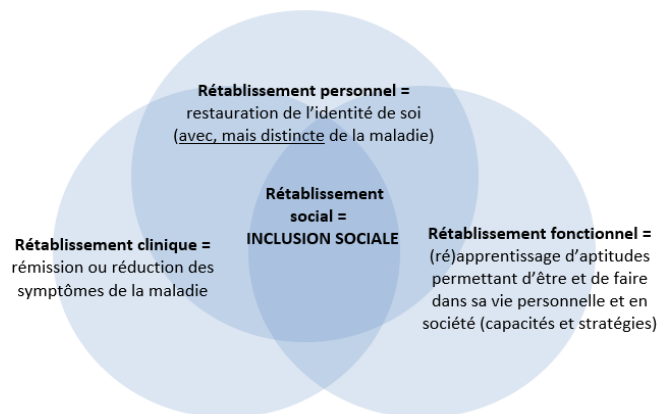 Rétablissement personnel =
restauration de l’identité de soi
(avec, mais distincte de la maladie)
Rétablissement
social =
INCLUSION SOCIALE
Rétablissement clinique =
rémission ou réduction des
symptômes de la maladie
Rétablissement fonctionnel =
(ré)apprentissage d’aptitudes
permettant d’être et de faire
dans sa vie personnelle et en
société (capacités et stratégies)